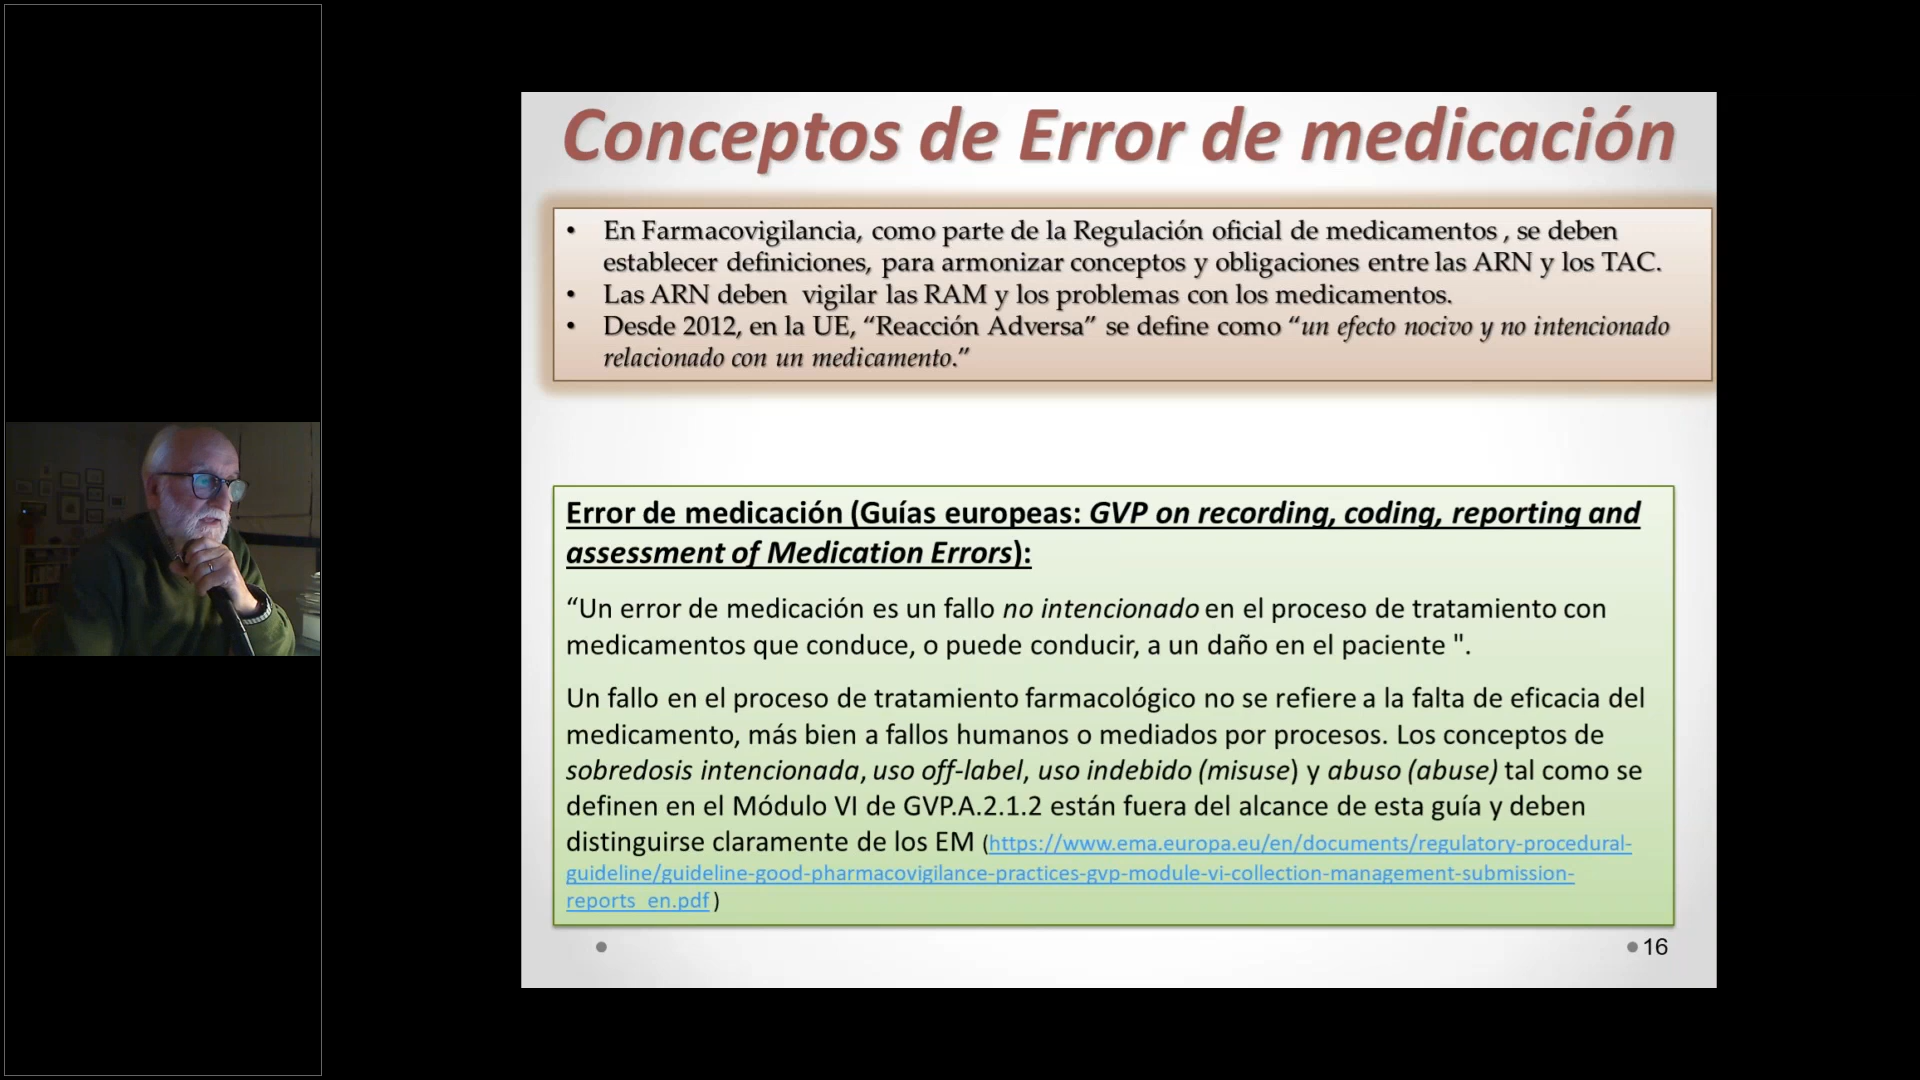 Conceptos de Error de medicación
• En Farmacovigilancia, como parte de la Regulación oficial de medicamentos , se deben
establecer definiciones, para armonizar conceptos y obligaciones entre las ARN y los TAC.
• Las ARN deben  vigilar las RAM y los problemas con los medicamentos.
• Desde 2012, en la UE, “Reacción Adversa” se define como “un efecto nocivo y no intencionado
relacionado con un medicamento.”
Error de medicación (Guías europeas: GVP on recording, coding, reporting and
assessment of Medication Errors):
“Un error de medicación es un fallo no intencionado en el proceso de tratamiento con
medicamentos que conduce, o puede conducir, a un daño en el paciente ".
Un fallo en el proceso de tratamiento farmacológico no se refiere a la falta de eficacia del
medicamento, más bien a fallos humanos o mediados por procesos. Los conceptos de
sobredosis intencionada, uso off-label, uso indebido (misuse) y abuso (abuse) tal como se
definen en el Módulo VI de GVP.A.2.1.2 están fuera del alcance de esta guía y deben
distinguirse claramente de los EM (https://www.ema.europa.eu/en/documents/regulatory-procedural-
guideline/guideline-good-pharmacovigilance-practices-gvp-module-vi-collection-management-submission-
reports_en.pdf )
16